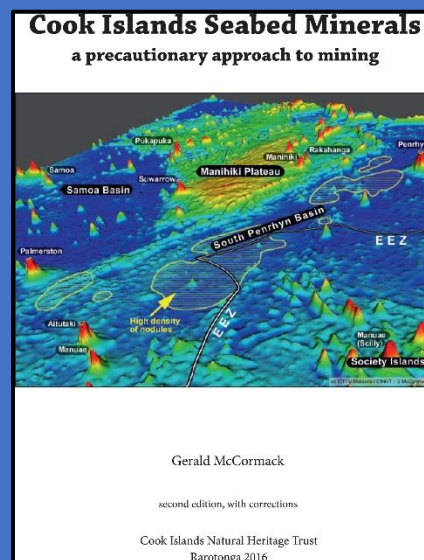 Cook Islands Seabed Minerals
a precautionary approach to mining
Pukapuka
Rakahanga
Penrhy
Manihiki
Samoa
Manihiki Plateau
Suwarrow
Samoa Basin
South Penrhyn Basin
EEZ
Palmerston
High density
of nodules
EEZ
Aitutaki
Manuae
Manuae
(Scilly)
Society Islands
Gerald McCormack
second edition, with corrections
Cook Islands Natural Heritage Trust
Rarotonga 2016